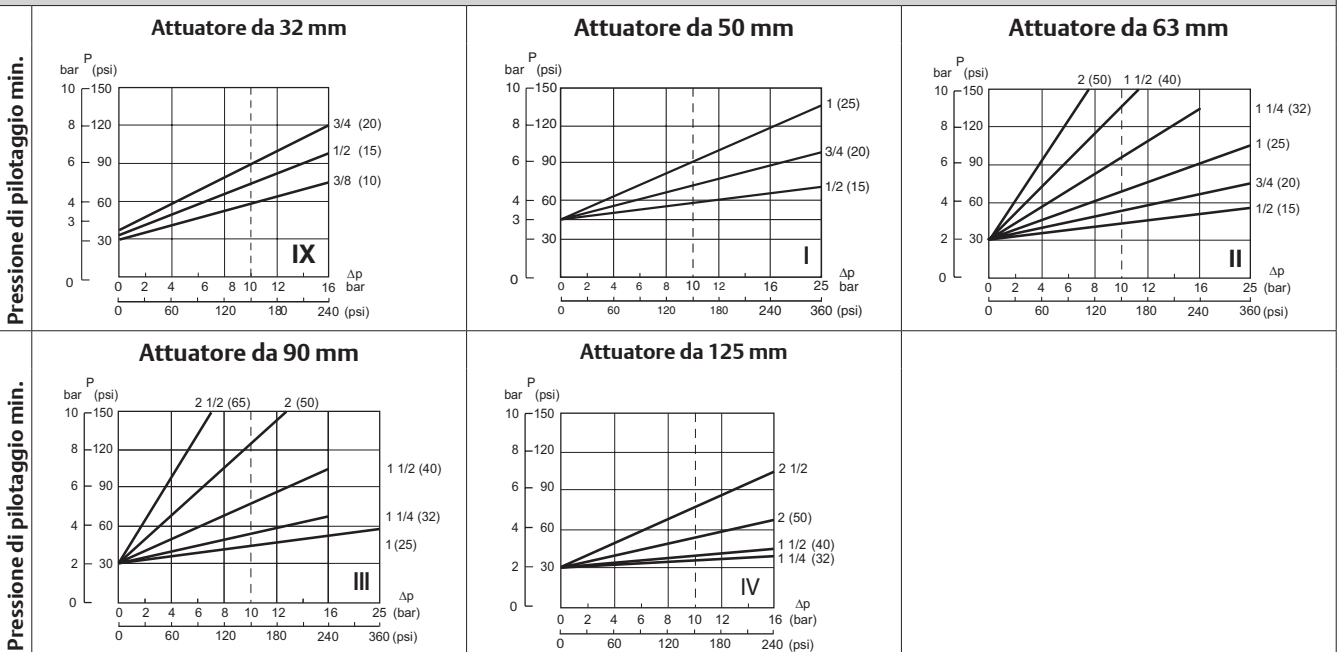 Attuatore da 32 mm
Attuatore da 50 mm
Attuatore da 63 mm
Pressione di pilotaggio min.
P
bar (psi)
10 150
8 120
6 90
4 60
3
30
0
3/4 (20)
1/2 (15)
3/8 (10)
IX
0 2 4 6 8 10 12 16
Δp
bar
0 60 120 180 240 (psi)
P
bar (psi)
10 150
8 120
6 90
4 60
3
30
0
1 (25)
3/4 (20)
1/2 (15)
I
0 2 4 6 8 10 12 16 25
Δp
bar
0 60 120 180 240 360 (psi)
P
bar (psi)
10 150
8 120
6 90
4 60
2 30
0
2 (50) 1 1/2 (40)
1 1/4 (32)
1 (25)
3/4 (20)
1/2 (15)
II
0 2 4 6 8 10 12 16 25
Δp
(bar)
0 60 120 180 240 360 (psi)
Attuatore da 90 mm
Attuatore da 125 mm
Pressione di pilotaggio min.
P
bar (psi)
10 150
8 120
6 90
4 60
2 30
0
2 1/2 (65) 2 (50)
1 1/2 (40)
1 1/4 (32)
1 (25)
III
0 2 4 6 8 10 12 16 25
Δp
(bar)
0 60 120 180 240 360 (psi)
P
bar (psi)
10 150
8 120
6 90
4 60
2 30
0
2 1/2
2 (50)
1 1/2 (40)
1 1/4 (32)
IV
0 2 4 6 8 10 12 16
Δp
(bar)
0 60 120 180 240 (psi)